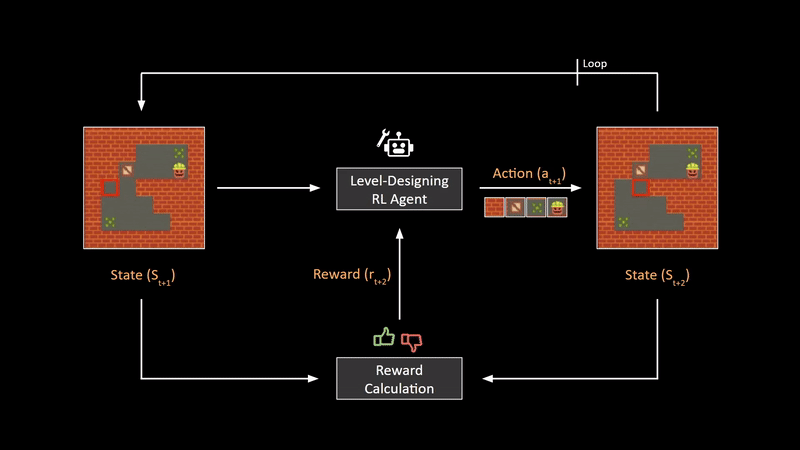 Loop
Level-Designing
RL Agent
Action (at+1)
State (St+1)
Reward (rt+2)
State (St+2)
Reward
Calculation